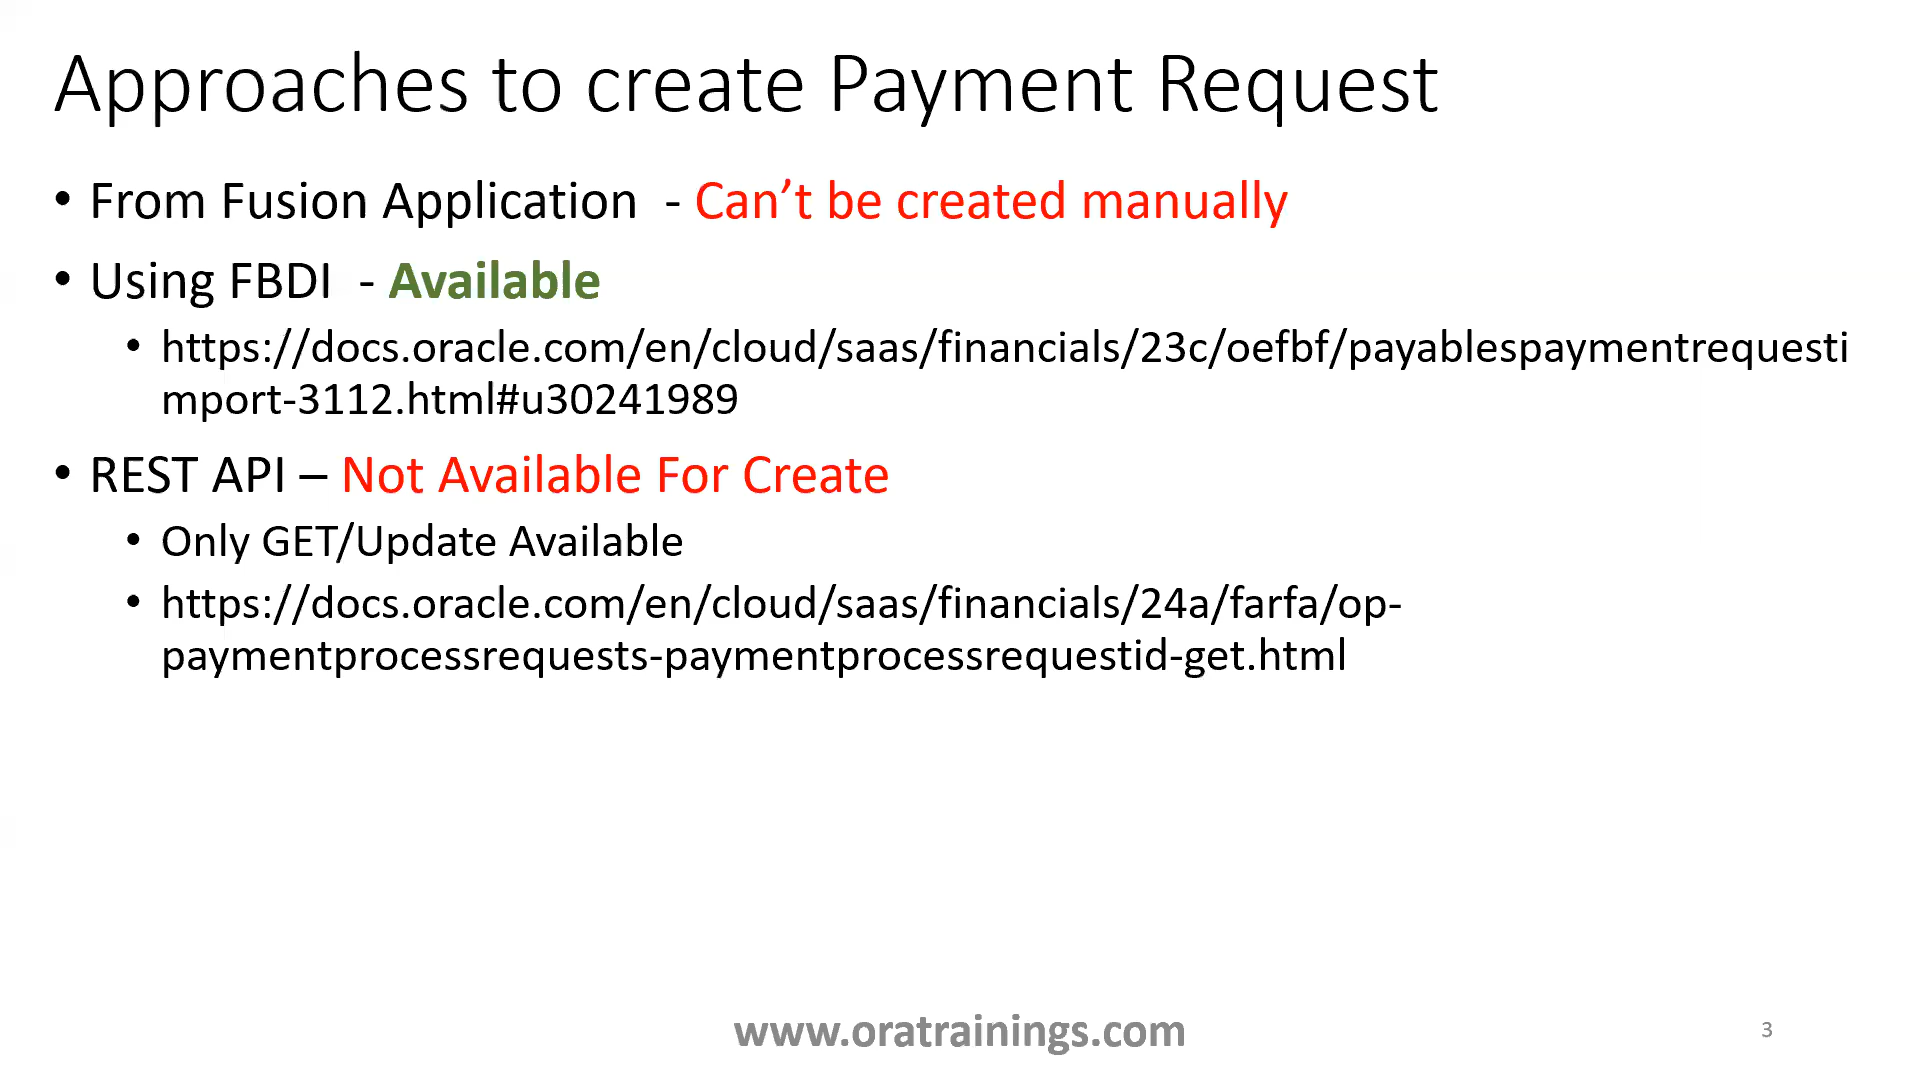 Approaches to create Payment Request
• From Fusion Application  - Can’t be created manually
• Using FBDI  - Available
• https://docs.oracle.com/en/cloud/saas/financials/23c/oefbf/payablespaymentrequesti
mport-3112.html#u30241989
• REST API – Not Available For Create
• Only GET/Update Available
• https://docs.oracle.com/en/cloud/saas/financials/24a/farfa/op-
paymentprocessrequests-paymentprocessrequestid-get.html
www.oratrainings.com
3